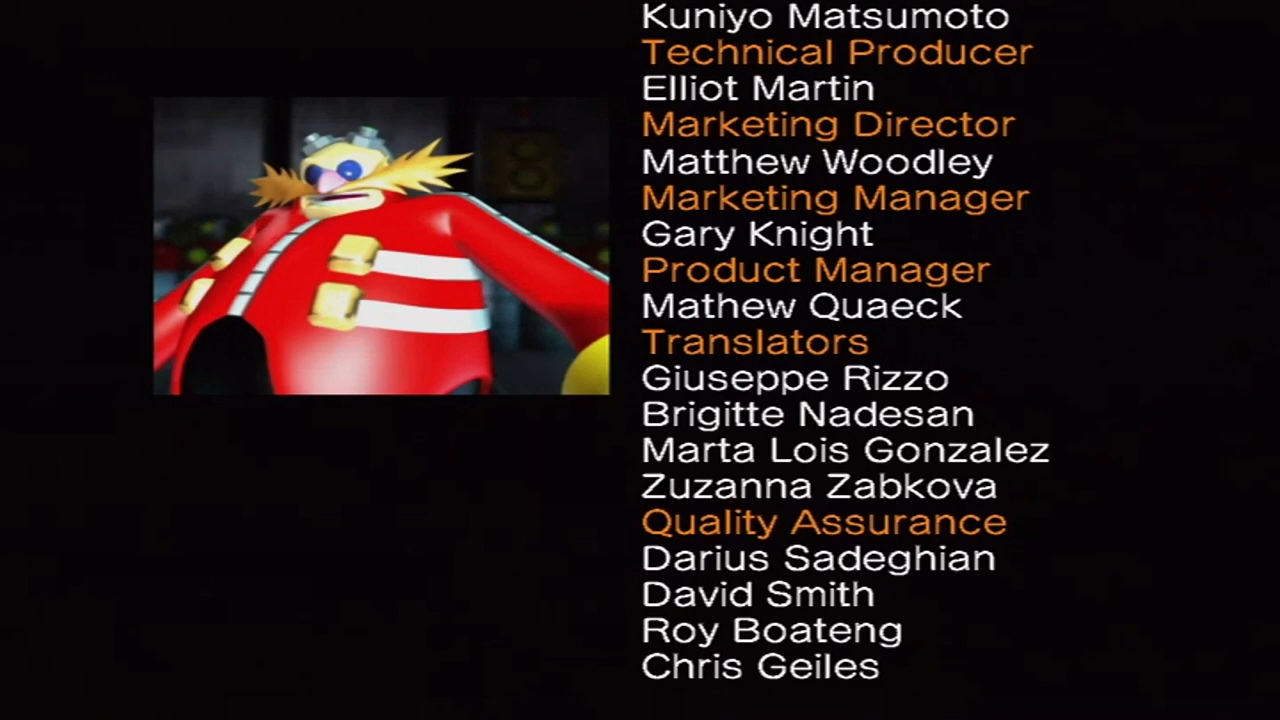 Kuniyo Matsumoto
Technical Producer
Elliot Martin
Marketing Director
Matthew Woodley
Marketing Manager
Gary Knight
Product Manager
Mathew Quaeck
Translators
Giuseppe Rizzo
Brigitte Nadesan
Marta Lois Gonzalez
Zuzanna Zabkova
Quality Assurance
Darius Sadeghian
David Smith
Roy Boateng
Chris Geiles